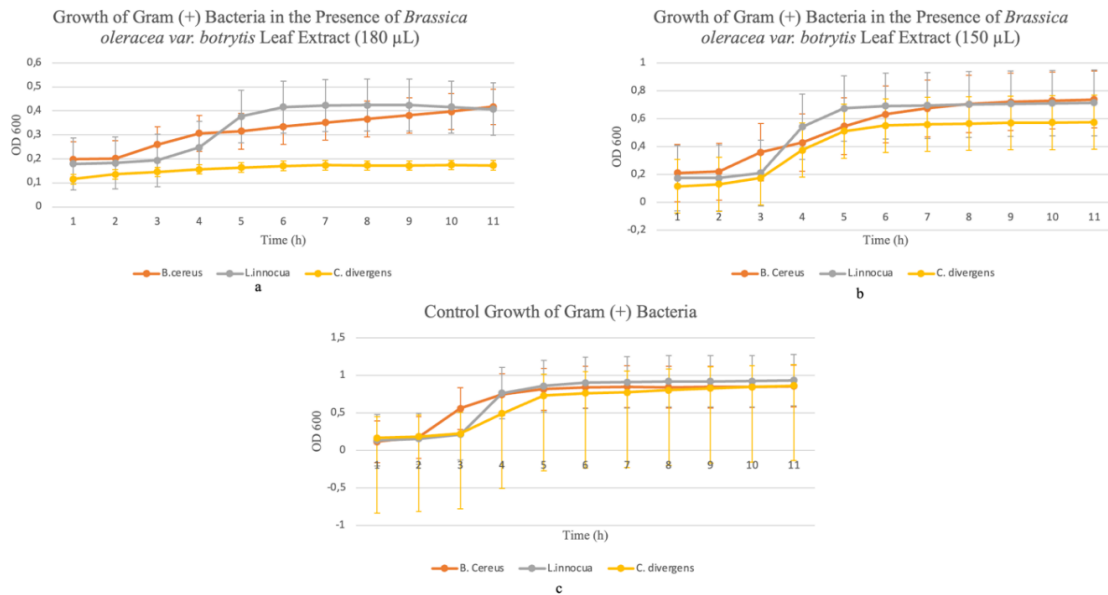 Growth of Gram (+) Bacteria in the Presence of Brassica
oleracea var. botrytis Leaf Extract (180 µL)
0,6
0,5
0,4
0,3
0,2
0,1
0
OD 600
1 2 3 4 5 6 7 8 9 10 11
Time (h)
B.cereus L.innocua C. divergens
a
Growth of Gram (+) Bacteria in the Presence of Brassica
oleracea var. botrytis Leaf Extract (150 µL)
1
0,8
0,6
0,4
0,2
0
-0,2
OD 600
1 2 3 4 5 6 7 8 9 10 11
Time (h)
B. Cereus L.innocua C. divergens
b
Control Growth of Gram (+) Bacteria
1,5
1
0,5
0
-0,5
-1
OD 600
1 2 3 4 5 6 7 8 9 10 11
Time (h)
B. Cereus L.innocua C. divergens
c